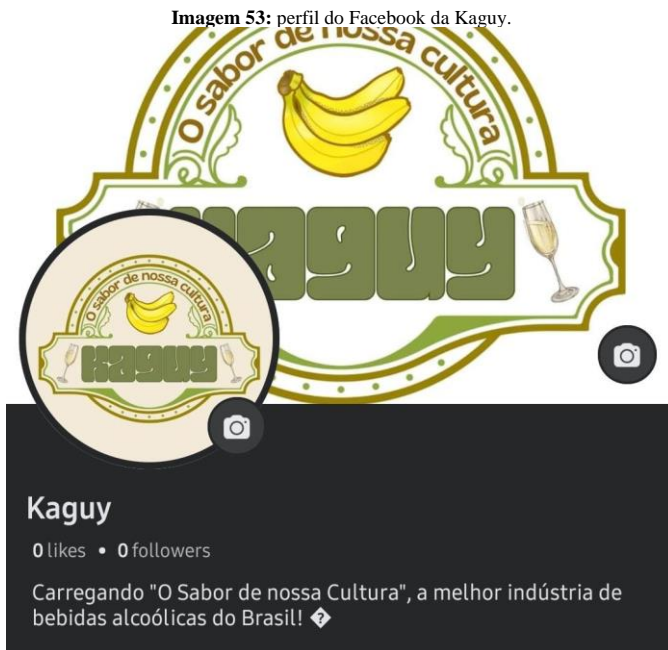 Imagem 53: perfil do Facebook da Kaguy.
O sabor de nossa cultura
Kaguy
O sabor de nossa cultura
Kaguy
Kaguy
0 likes • 0 followers
Carregando "O Sabor de nossa Cultura", a melhor indústria de
bebidas alcoólicas do Brasil! �